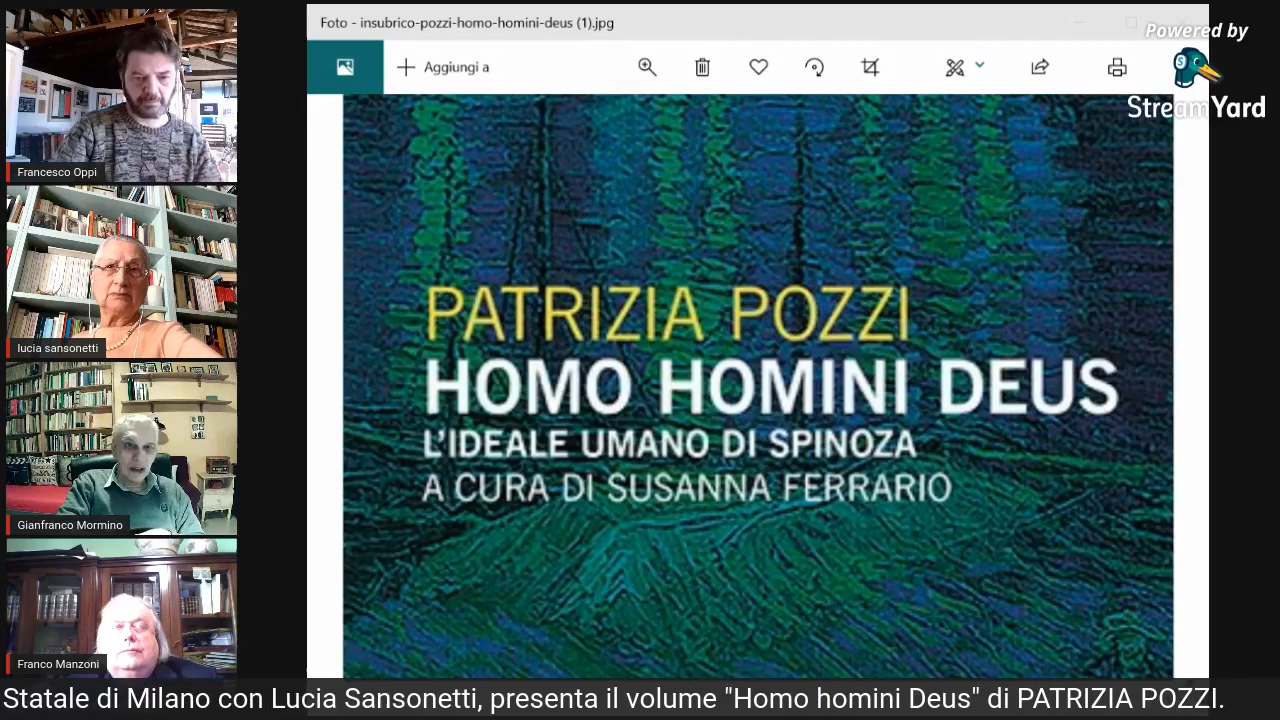 Foto - insubrico-pozzi-homo-homini-deus (1).jpg
Powered by
StreamYard
Aggiungi a
Francesco Oppi
lucia sansonetti
Gianfranco Mormino
Franco Manzoni
PATRIZIA POZZI
HOMO HOMINI DEUS
L'IDEALE UMANO DI SPINOZA
A CURA DI SUSANNA FERRARIO
Statale di Milano con Lucia Sansonetti, presenta il volume "Homo homini Deus" di PATRIZIA POZZI.